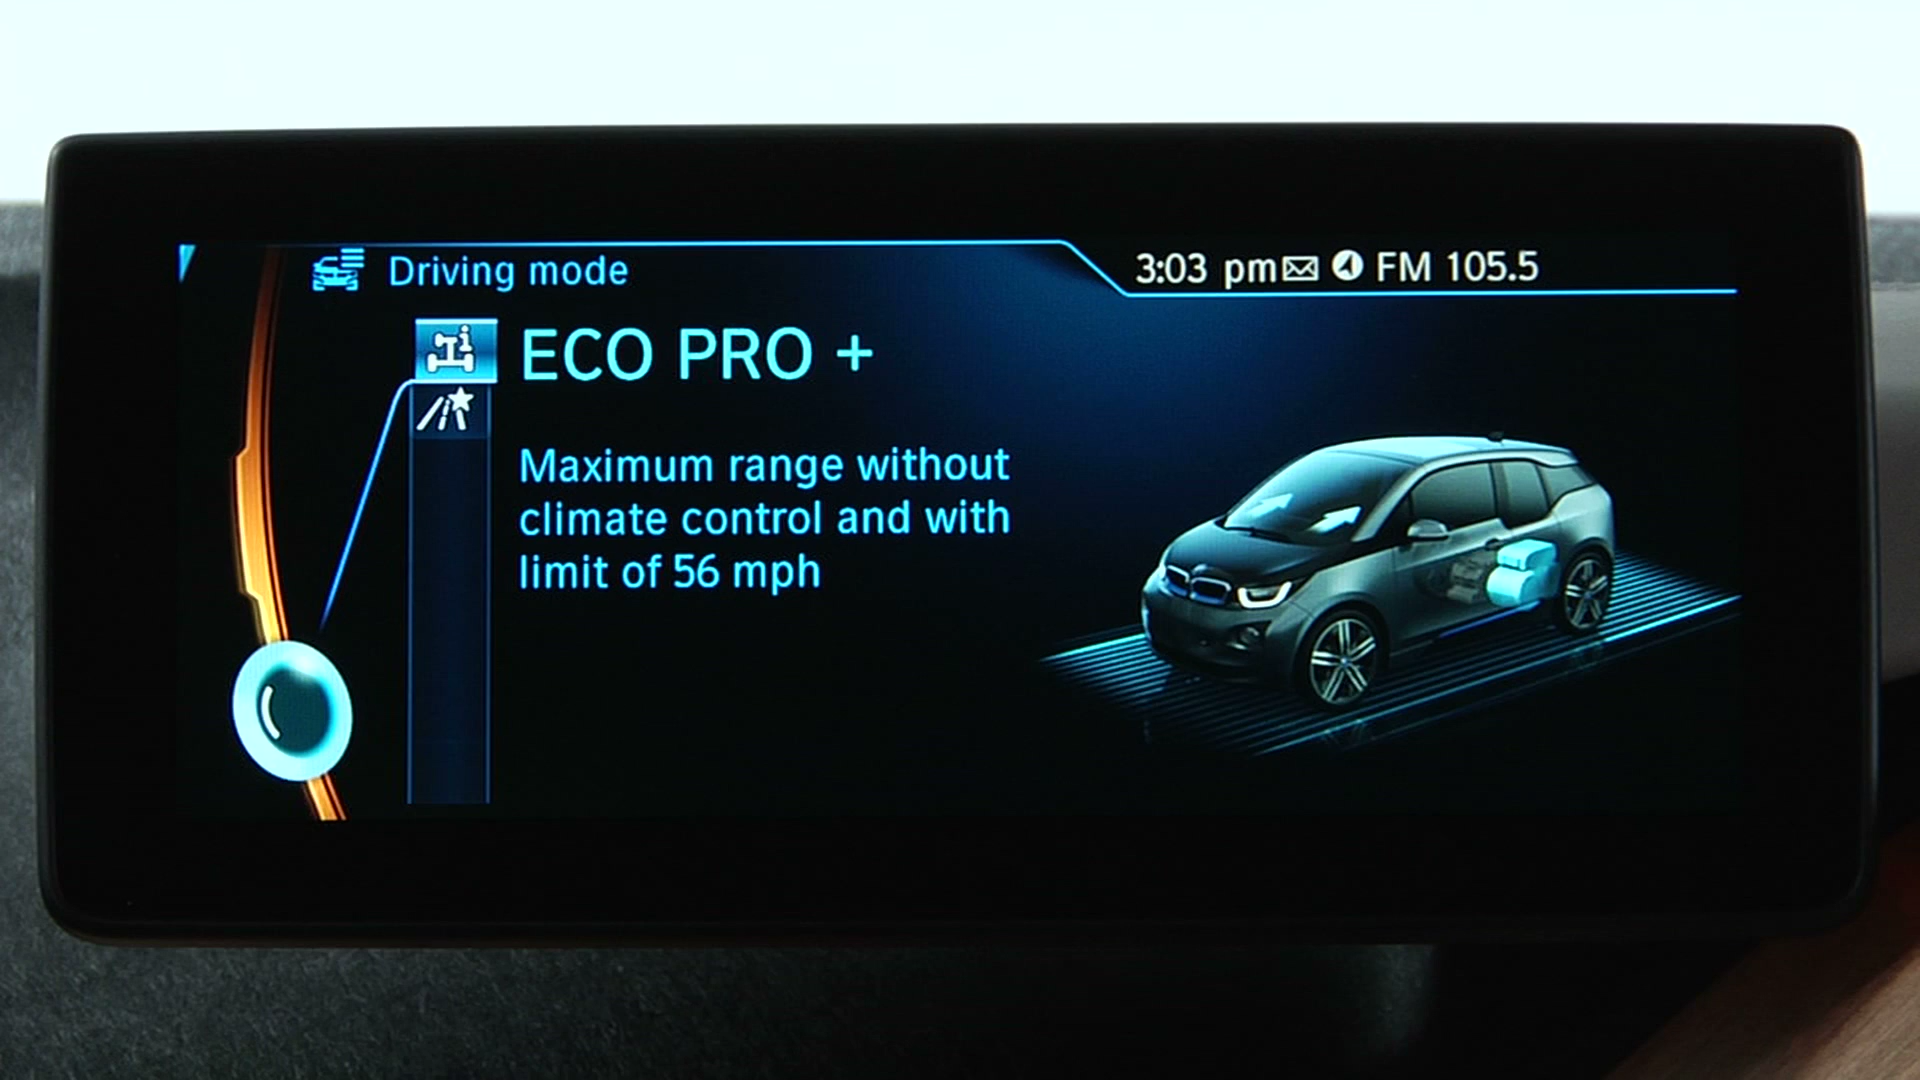 Driving mode
3:03 pm FM 105.5
ECO PRO +
Maximum range without
climate control and with
limit of 56 mph